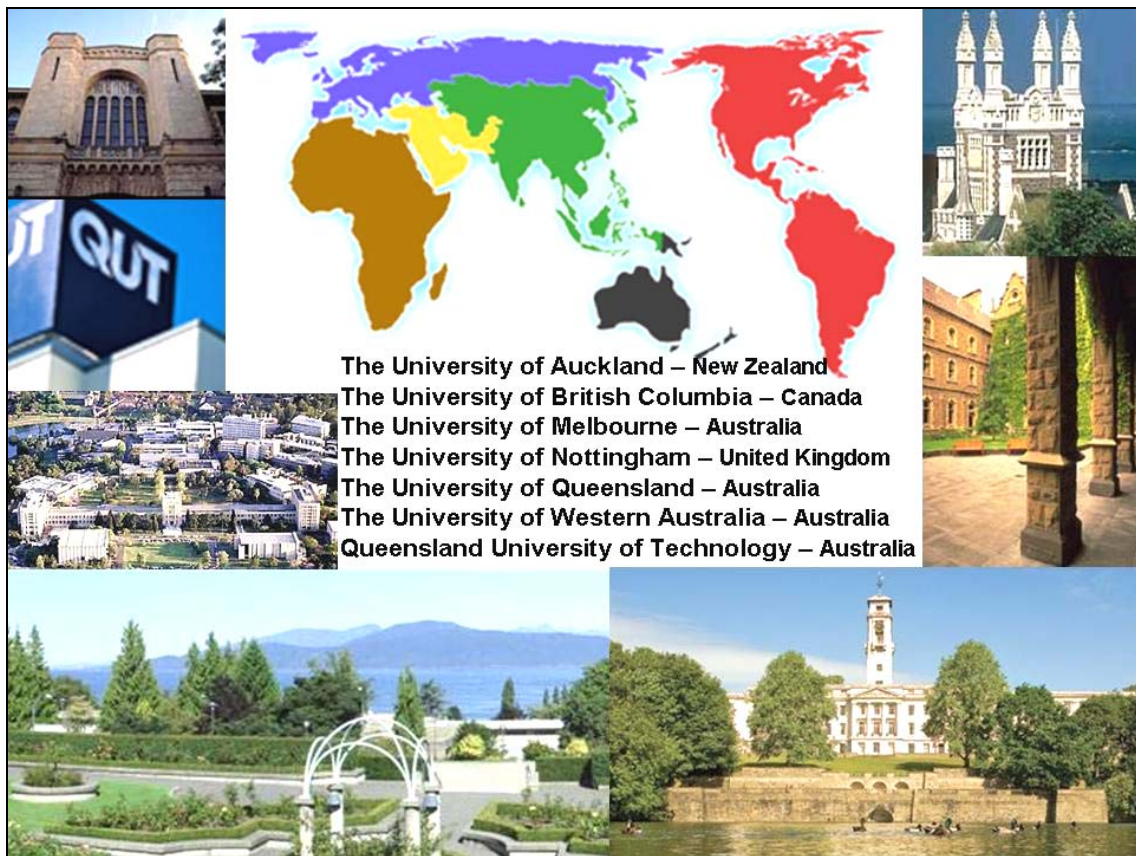 QUT
UT
The University of Auckland – New Zealand
The University of British Columbia – Canada
The University of Melbourne – Australia
The University of Nottingham – United Kingdom
The University of Queensland – Australia
The University of Western Australia – Australia
Queensland University of Technology – Australia